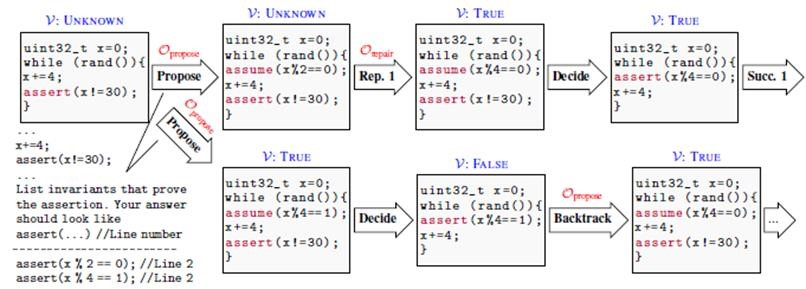 𝒱: UNKNOWN
uint32_t x=0;
while (rand()){
x+=4;
assert(x!=30);
}
𝒪propose
Propose
𝒱: UNKNOWN
uint32_t x=0;
while (rand()){
assume(x%2==0);
x+=4;
assert(x!=30);
}
𝒪repair
Rep. 1
𝒱: TRUE
uint32_t x=0;
while (rand()){
assume(x%4==0);
x+=4;
assert(x!=30);
}
Decide
𝒱: TRUE
uint32_t x=0;
while (rand()){
assert(x%4==0);
x+=4;
}
Succ. 1
...
x+=4;
assert(x!=30);
...
List invariants that prove
the assertion. Your answer
should look like
assert(...) //Line number
------------------------
assert(x % 2 == 0); //Line 2
assert(x % 4 == 1); //Line 2
𝒪propose
Propose
𝒱: TRUE
uint32_t x=0;
while (rand()){
assume(x%4==1);
x+=4;
assert(x!=30);
}
Decide
𝒱: FALSE
uint32_t x=0;
while (rand()){
assert(x%4==1);
x+=4;
}
𝒪propose
Backtrack
𝒱: TRUE
uint32_t x=0;
while (rand()){
assume(x%4==0);
x+=4;
assert(x!=30);
}
...